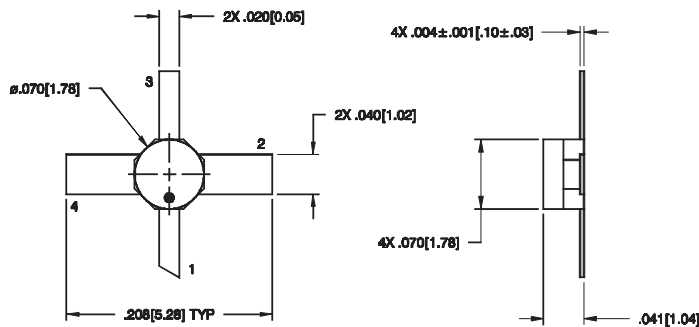 2X .020[0.05]
4X .004±.001[.10±.03]
3
ø.070[1.78]
2X .040[1.02]
2
4
4X .070[1.78]
1
.208[5.28] TYP
.041[1.04]